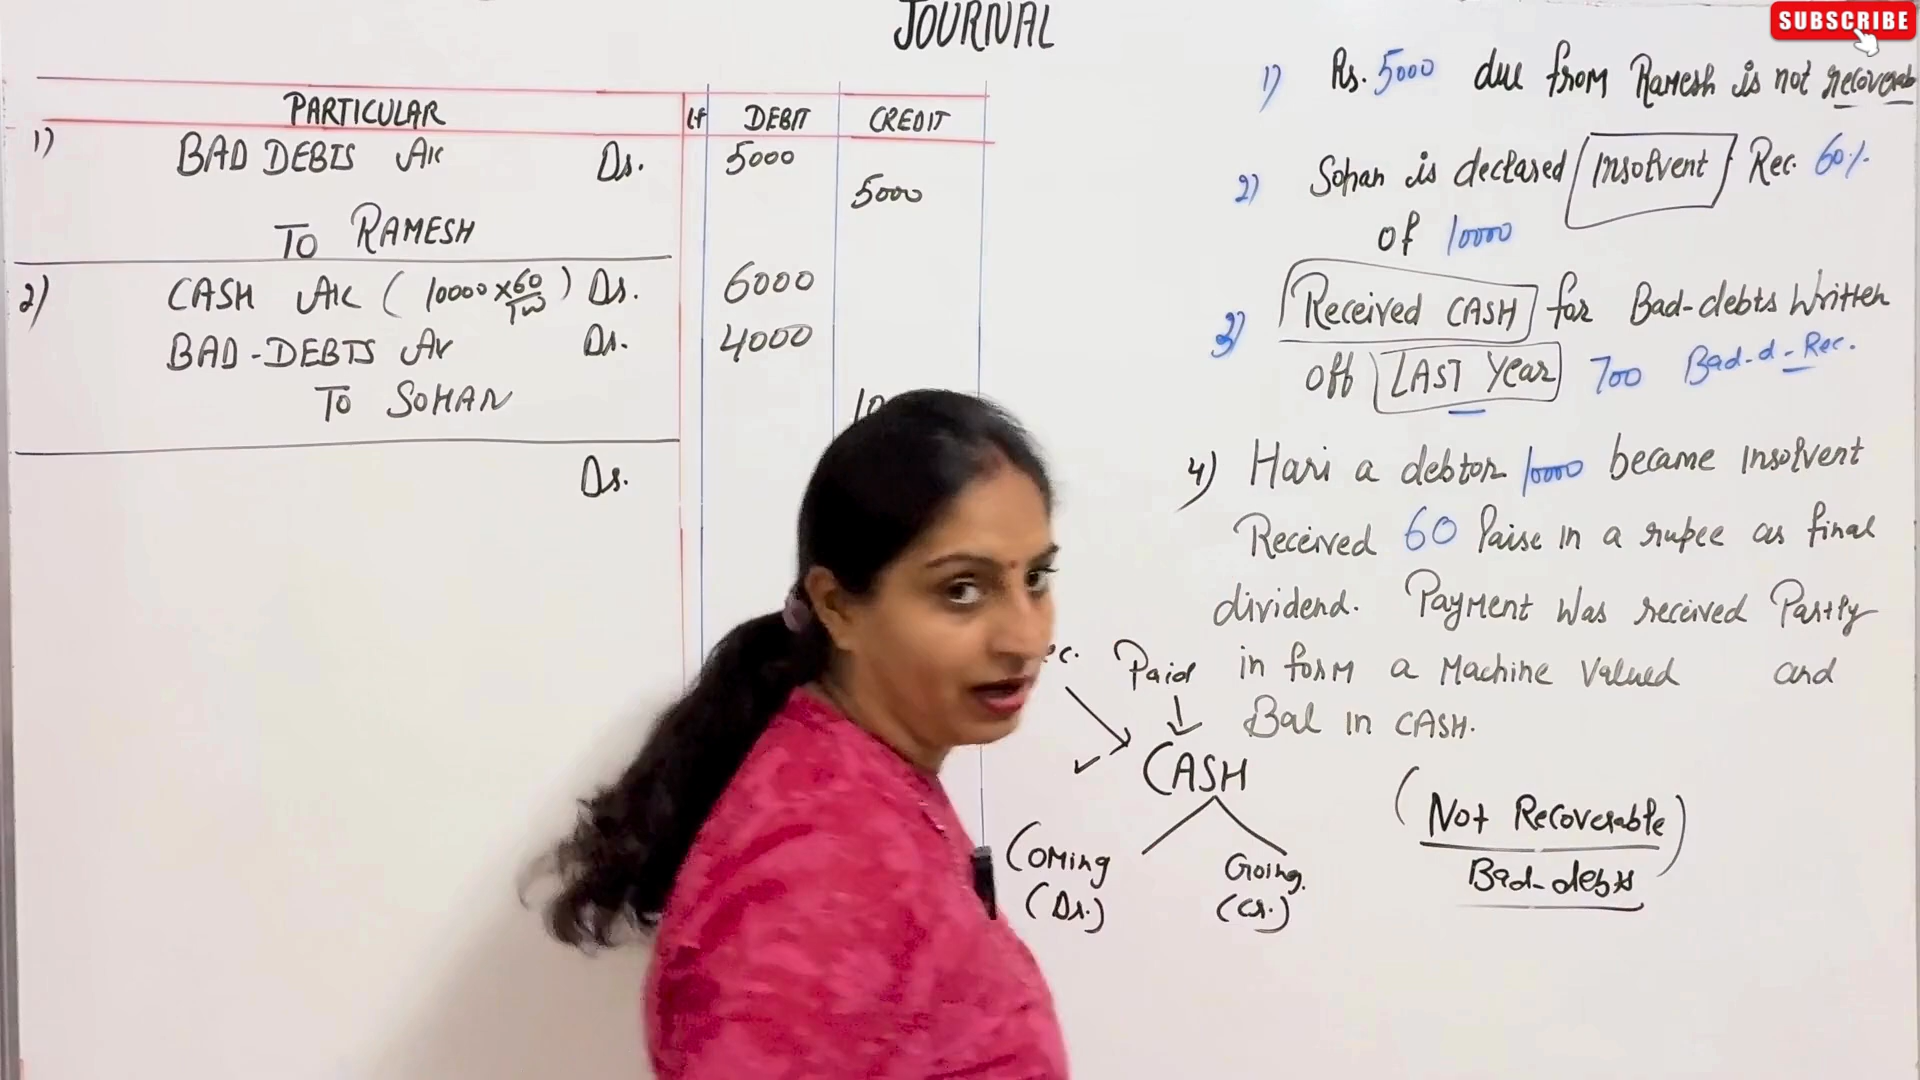 JOURNAL
SUBSCRIBE
PARTICULAR LF DEBIT CREDIT
1) BAD DEBTS A/c Dr. 5000
5000
TO RAMESH
2) CASH A/c (10000 × 60/100) Dr. 6000
BAD-DEBTS A/c Dr. 4000
TO SOHAN 10
Dr.
1) Rs. 5000 due from Ramesh is not recoverab
2) Sohan is declared Insolvent Rec. 60%
of 10000
3) Received CASH for Bad-debts Written
off LAST Year 700 Bad-d-Rec.
4) Hari a debtor 10000 became insolvent
Received 60 Paise in a rupee as final
dividend. Payment was received Partly
in form a Machine valued and
Bal in CASH.
c. Paid
CASH
Coming Going.
(Dr.) (Cr.)
(Not Recoverable)
Bad-debts